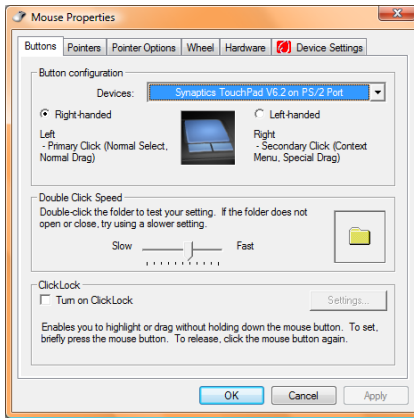 Mouse Properties
Buttons Pointers Pointer Options Wheel Hardware Device Settings
Button configuration
Devices: Synaptics TouchPad V6.2 on PS/2 Port
Right-handed Left-handed
Left
- Primary Click (Normal Select,
Normal Drag)
Right
- Secondary Click (Context
Menu, Special Drag)
Double Click Speed
Double-click the folder to test your setting. If the folder does not
open or close, try using a slower setting.
Slow Fast
ClickLock
Turn on ClickLock Settings...
Enables you to highlight or drag without holding down the mouse button. To set,
briefly press the mouse button. To release, click the mouse button again.
OK Cancel Apply